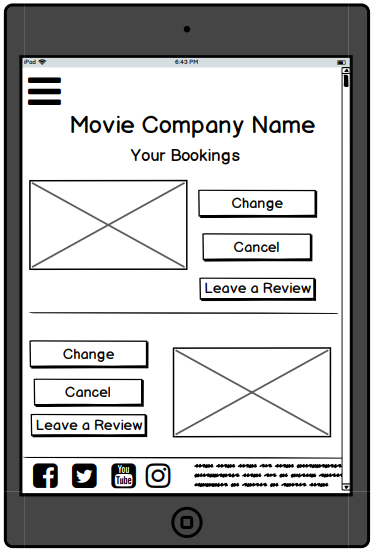 iPad 6:43 PM
Movie Company Name
Your Bookings
Change
Cancel
Leave a Review
Change
Cancel
Leave a Review
You
Tube